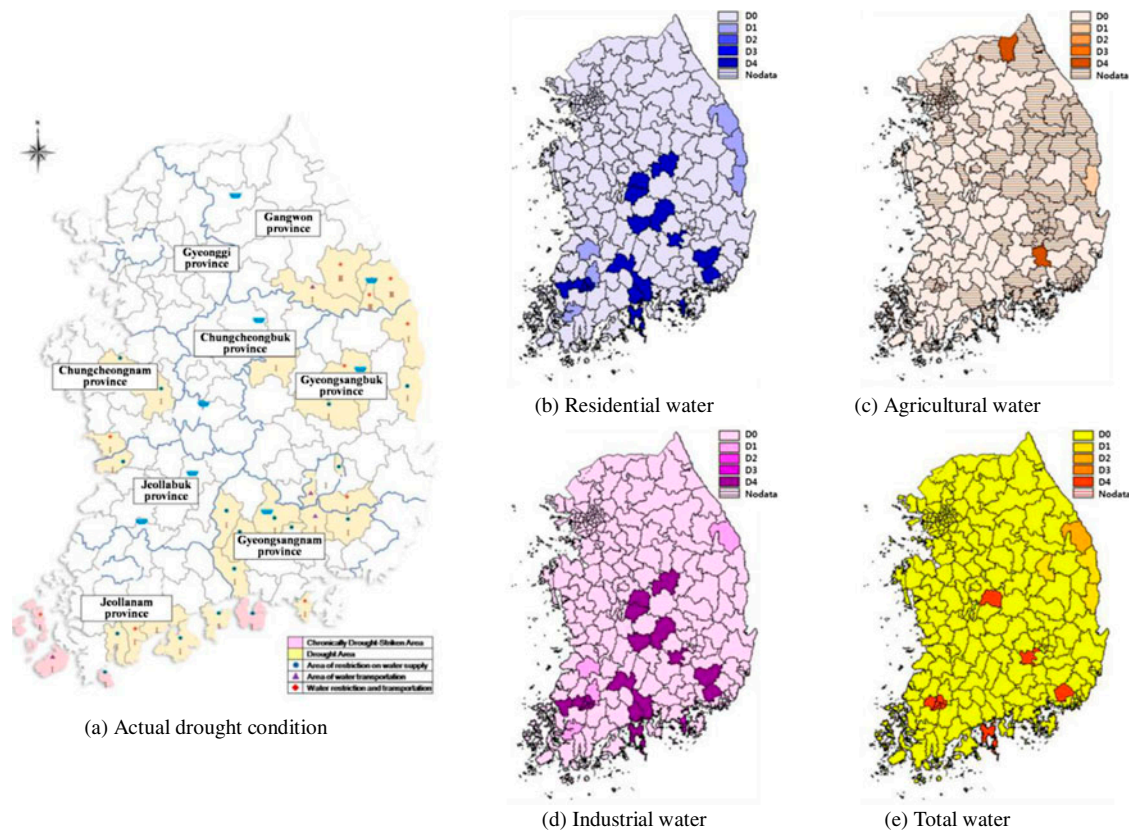 N
Gangwon
province
Gyeonggi
province
Chungcheongbuk
province
Chungcheongnam
province
Gyeongsangbuk
province
Jeollabuk
province
Gyeongsangnam
province
Jeollanam
province
Chronically Drought-Striken Area
Drought Area
Area of restriction on water supply
Area of water transportation
Water restriction and transportation
(a) Actual drought condition
D0
D1
D2
D3
D4
Nodata
(b) Residential water
D0
D1
D2
D3
D4
Nodata
(c) Agricultural water
D0
D1
D2
D3
D4
Nodata
(d) Industrial water
D0
D1
D2
D3
D4
Nodata
(e) Total water